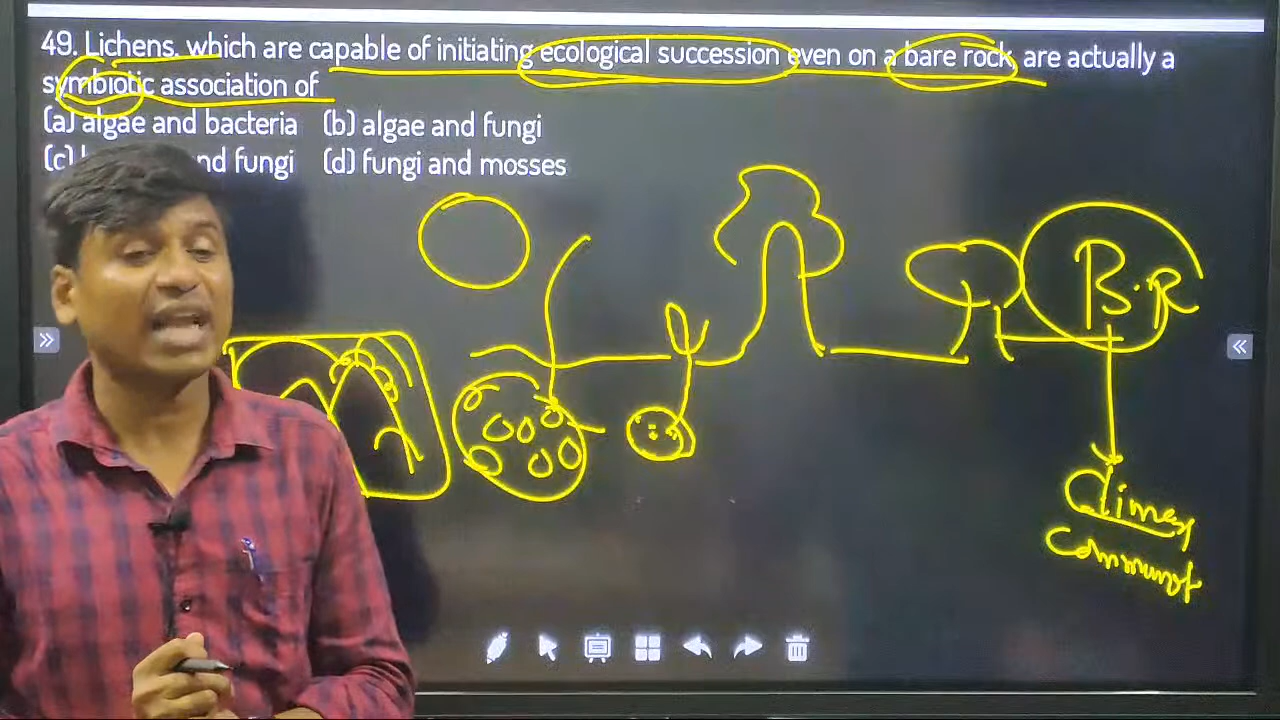 49. Lichens, which are capable of initiating ecological succession even on a bare rock, are actually a
symbiotic association of
(a) algae and bacteria (b) algae and fungi
(c) and fungi (d) fungi and mosses
B.R
Climax
Community